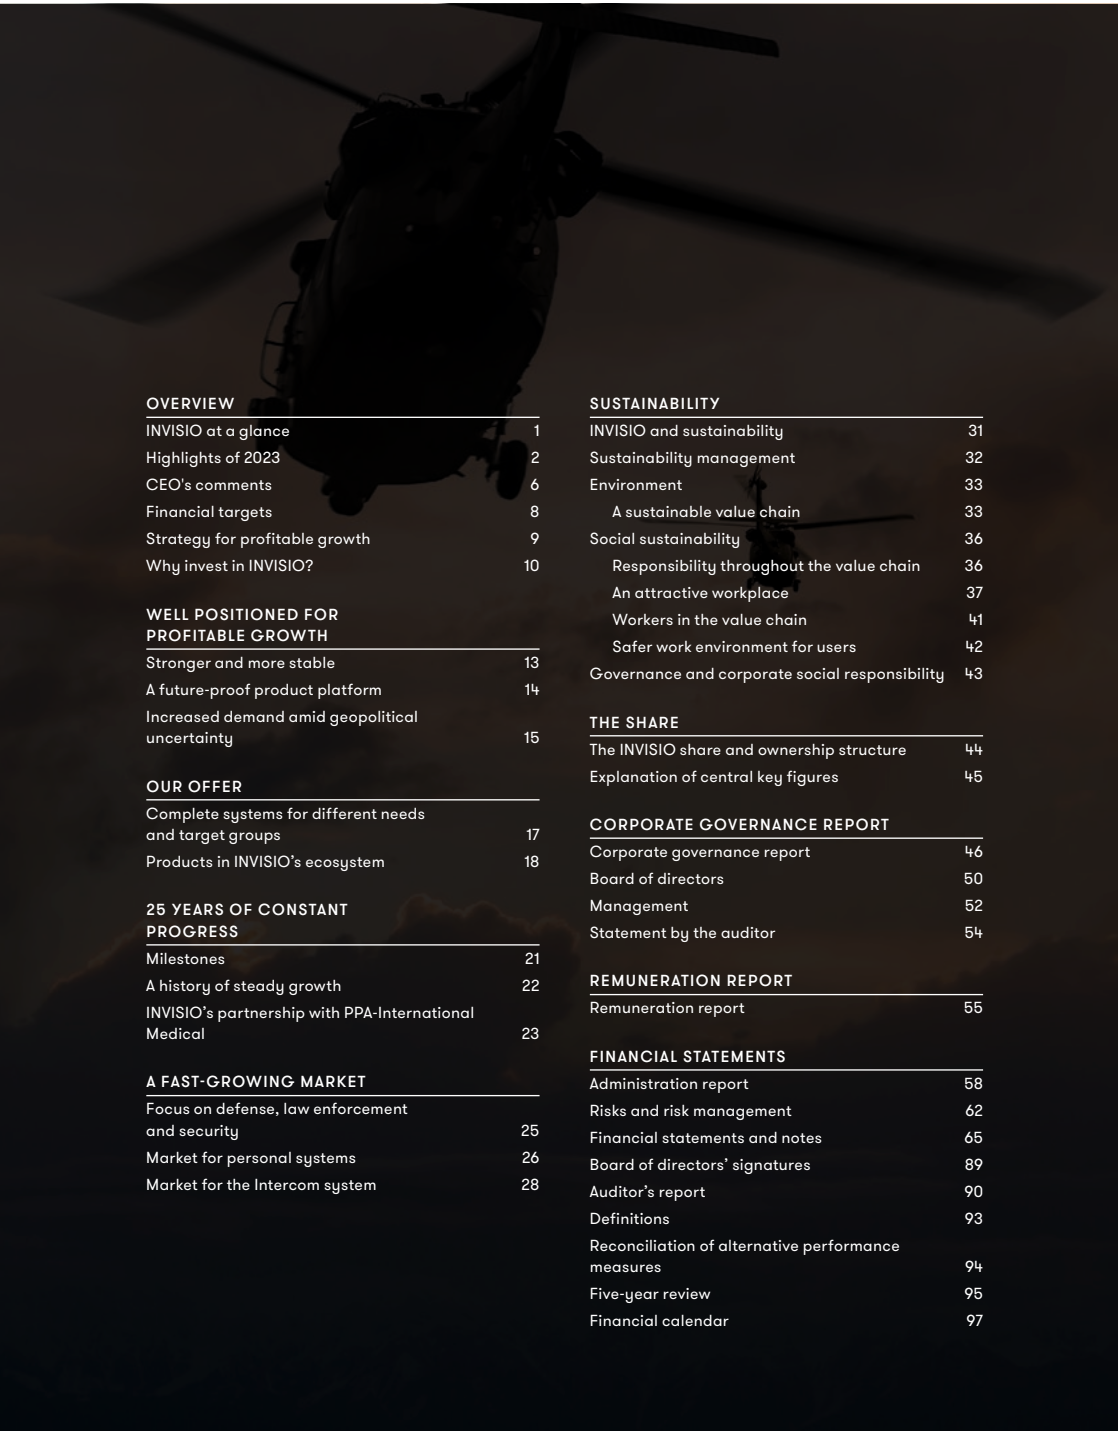 OVERVIEW
INVISIO at a glance 1
Highlights of 2023 2
CEO's comments 6
Financial targets 8
Strategy for profitable growth 9
Why invest in INVISIO? 10
WELL POSITIONED FOR
PROFITABLE GROWTH
Stronger and more stable 13
A future-proof product platform 14
Increased demand amid geopolitical
uncertainty 15
OUR OFFER
Complete systems for different needs
and target groups 17
Products in INVISIO’s ecosystem 18
25 YEARS OF CONSTANT
PROGRESS
Milestones 21
A history of steady growth 22
INVISIO’s partnership with PPA-International
Medical 23
A FAST-GROWING MARKET
Focus on defense, law enforcement
and security 25
Market for personal systems 26
Market for the Intercom system 28
SUSTAINABILITY
INVISIO and sustainability 31
Sustainability management 32
Environment 33
A sustainable value chain 33
Social sustainability 36
Responsibility throughout the value chain 36
An attractive workplace 37
Workers in the value chain 41
Safer work environment for users 42
Governance and corporate social responsibility 43
THE SHARE
The INVISIO share and ownership structure 44
Explanation of central key figures 45
CORPORATE GOVERNANCE REPORT
Corporate governance report 46
Board of directors 50
Management 52
Statement by the auditor 54
REMUNERATION REPORT
Remuneration report 55
FINANCIAL STATEMENTS
Administration report 58
Risks and risk management 62
Financial statements and notes 65
Board of directors’ signatures 89
Auditor’s report 90
Definitions 93
Reconciliation of alternative performance
measures 94
Five-year review 95
Financial calendar 97